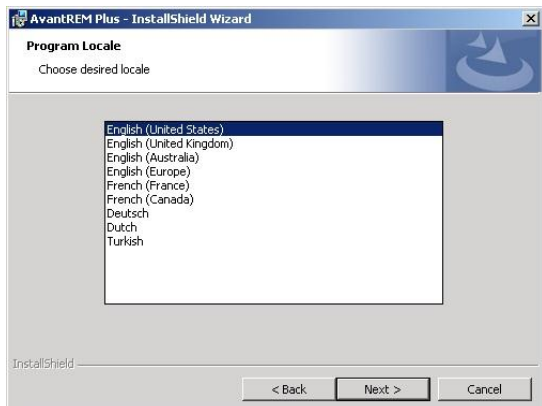 AvantREM Plus - InstallShield Wizard
Program Locale
Choose desired locale
English (United States)
English (United Kingdom)
English (Australia)
English (Europe)
French (France)
French (Canada)
Deutsch
Dutch
Turkish
InstallShield
< Back Next > Cancel